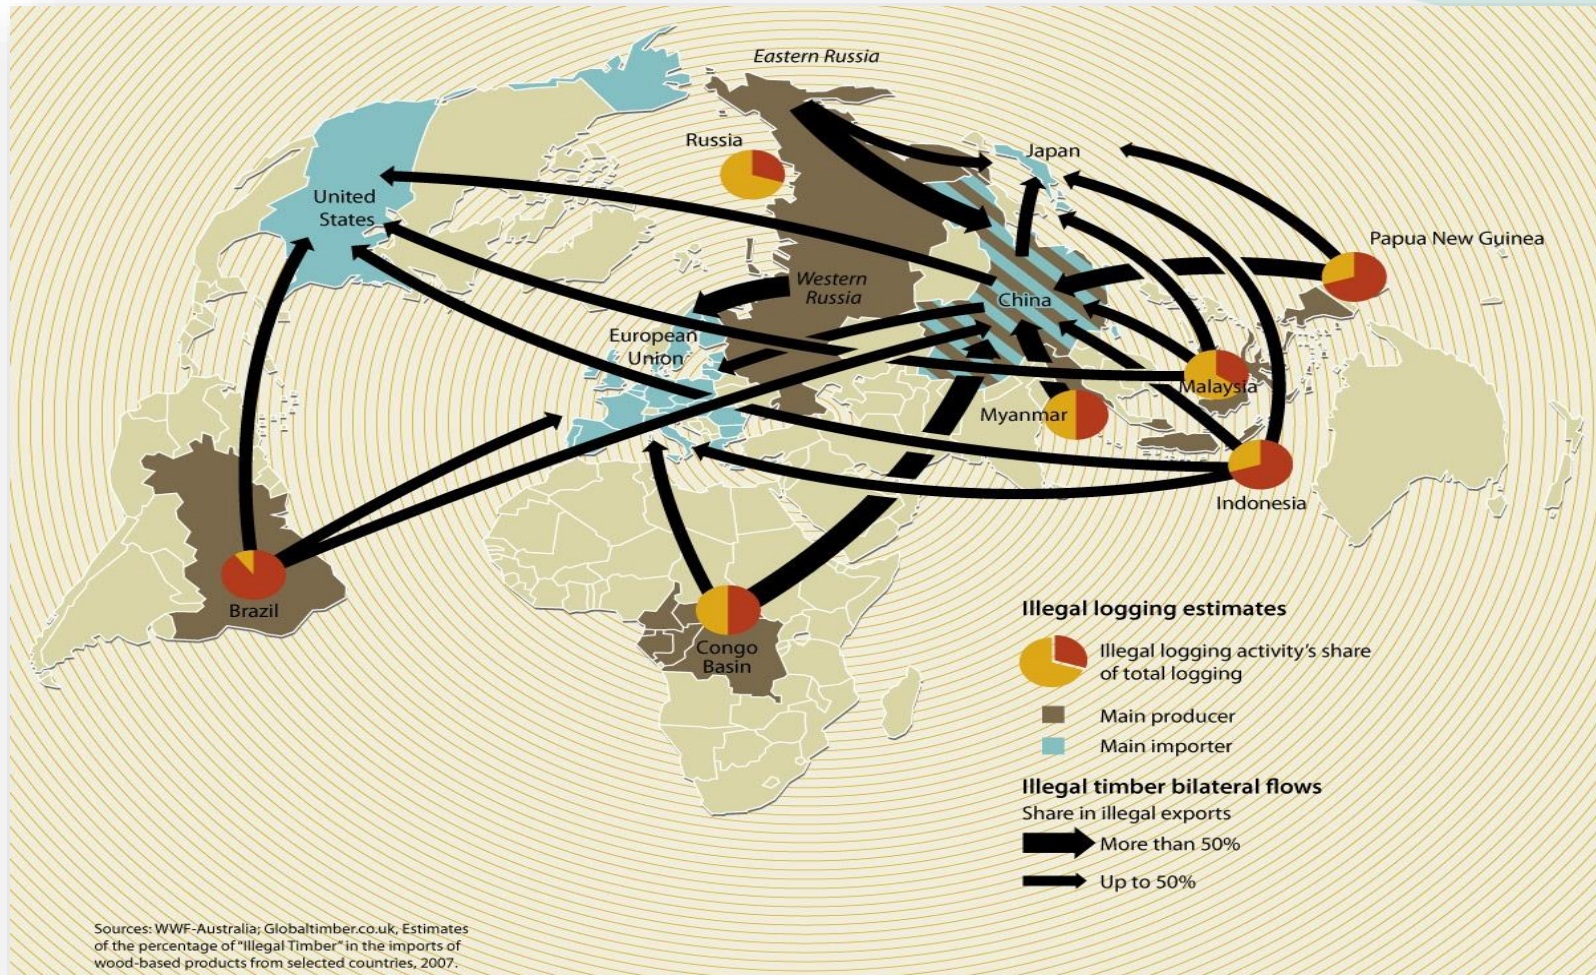 Eastern Russia
Russia
Japan
United
States
Papua New Guinea
Western
Russia
China
European
Union
Malaysia
Myanmar
Indonesia
Brazil
Congo
Basin
Illegal logging estimates
Illegal logging activity's share
of total logging
Main producer
Main importer
Illegal timber bilateral flows
Share in illegal exports
More than 50%
Up to 50%
Sources: WWF-Australia; Globaltimber.co.uk, Estimates
of the percentage of "Illegal Timber" in the imports of
wood-based products from selected countries, 2007.